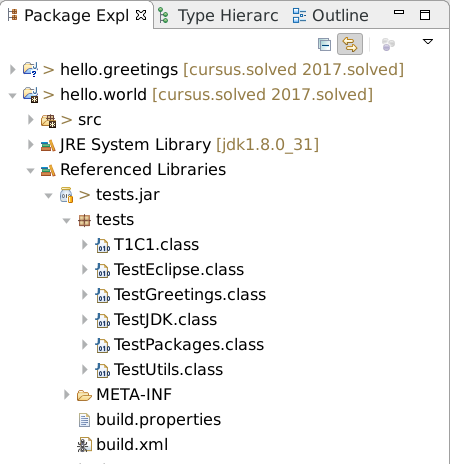 Package Expl Type Hierarc Outline
> hello.greetings [cursus.solved 2017.solved]
> hello.world [cursus.solved 2017.solved]
> src
JRE System Library [jdk1.8.0_31]
Referenced Libraries
> tests.jar
tests
T1C1.class
TestEclipse.class
TestGreetings.class
TestJDK.class
TestPackages.class
TestUtils.class
META-INF
build.properties
build.xml